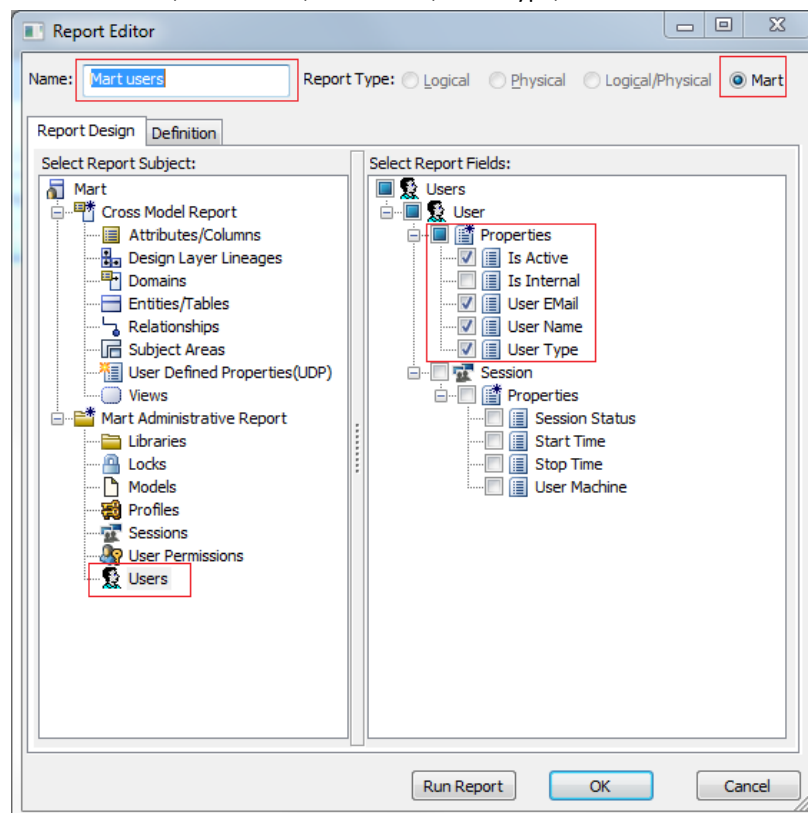 Report Editor
Name: Mart users Report Type: Logical Physical Logical/Physical Mart
Report Design Definition
Select Report Subject:
Mart
Cross Model Report
Attributes/Columns
Design Layer Lineages
Domains
Entities/Tables
Relationships
Subject Areas
User Defined Properties(UDP)
Views
Mart Administrative Report
Libraries
Locks
Models
Profiles
Sessions
User Permissions
Users
Select Report Fields:
Users
User
Properties
Is Active
Is Internal
User EMail
User Name
User Type
Session
Properties
Session Status
Start Time
Stop Time
User Machine
Run Report OK Cancel